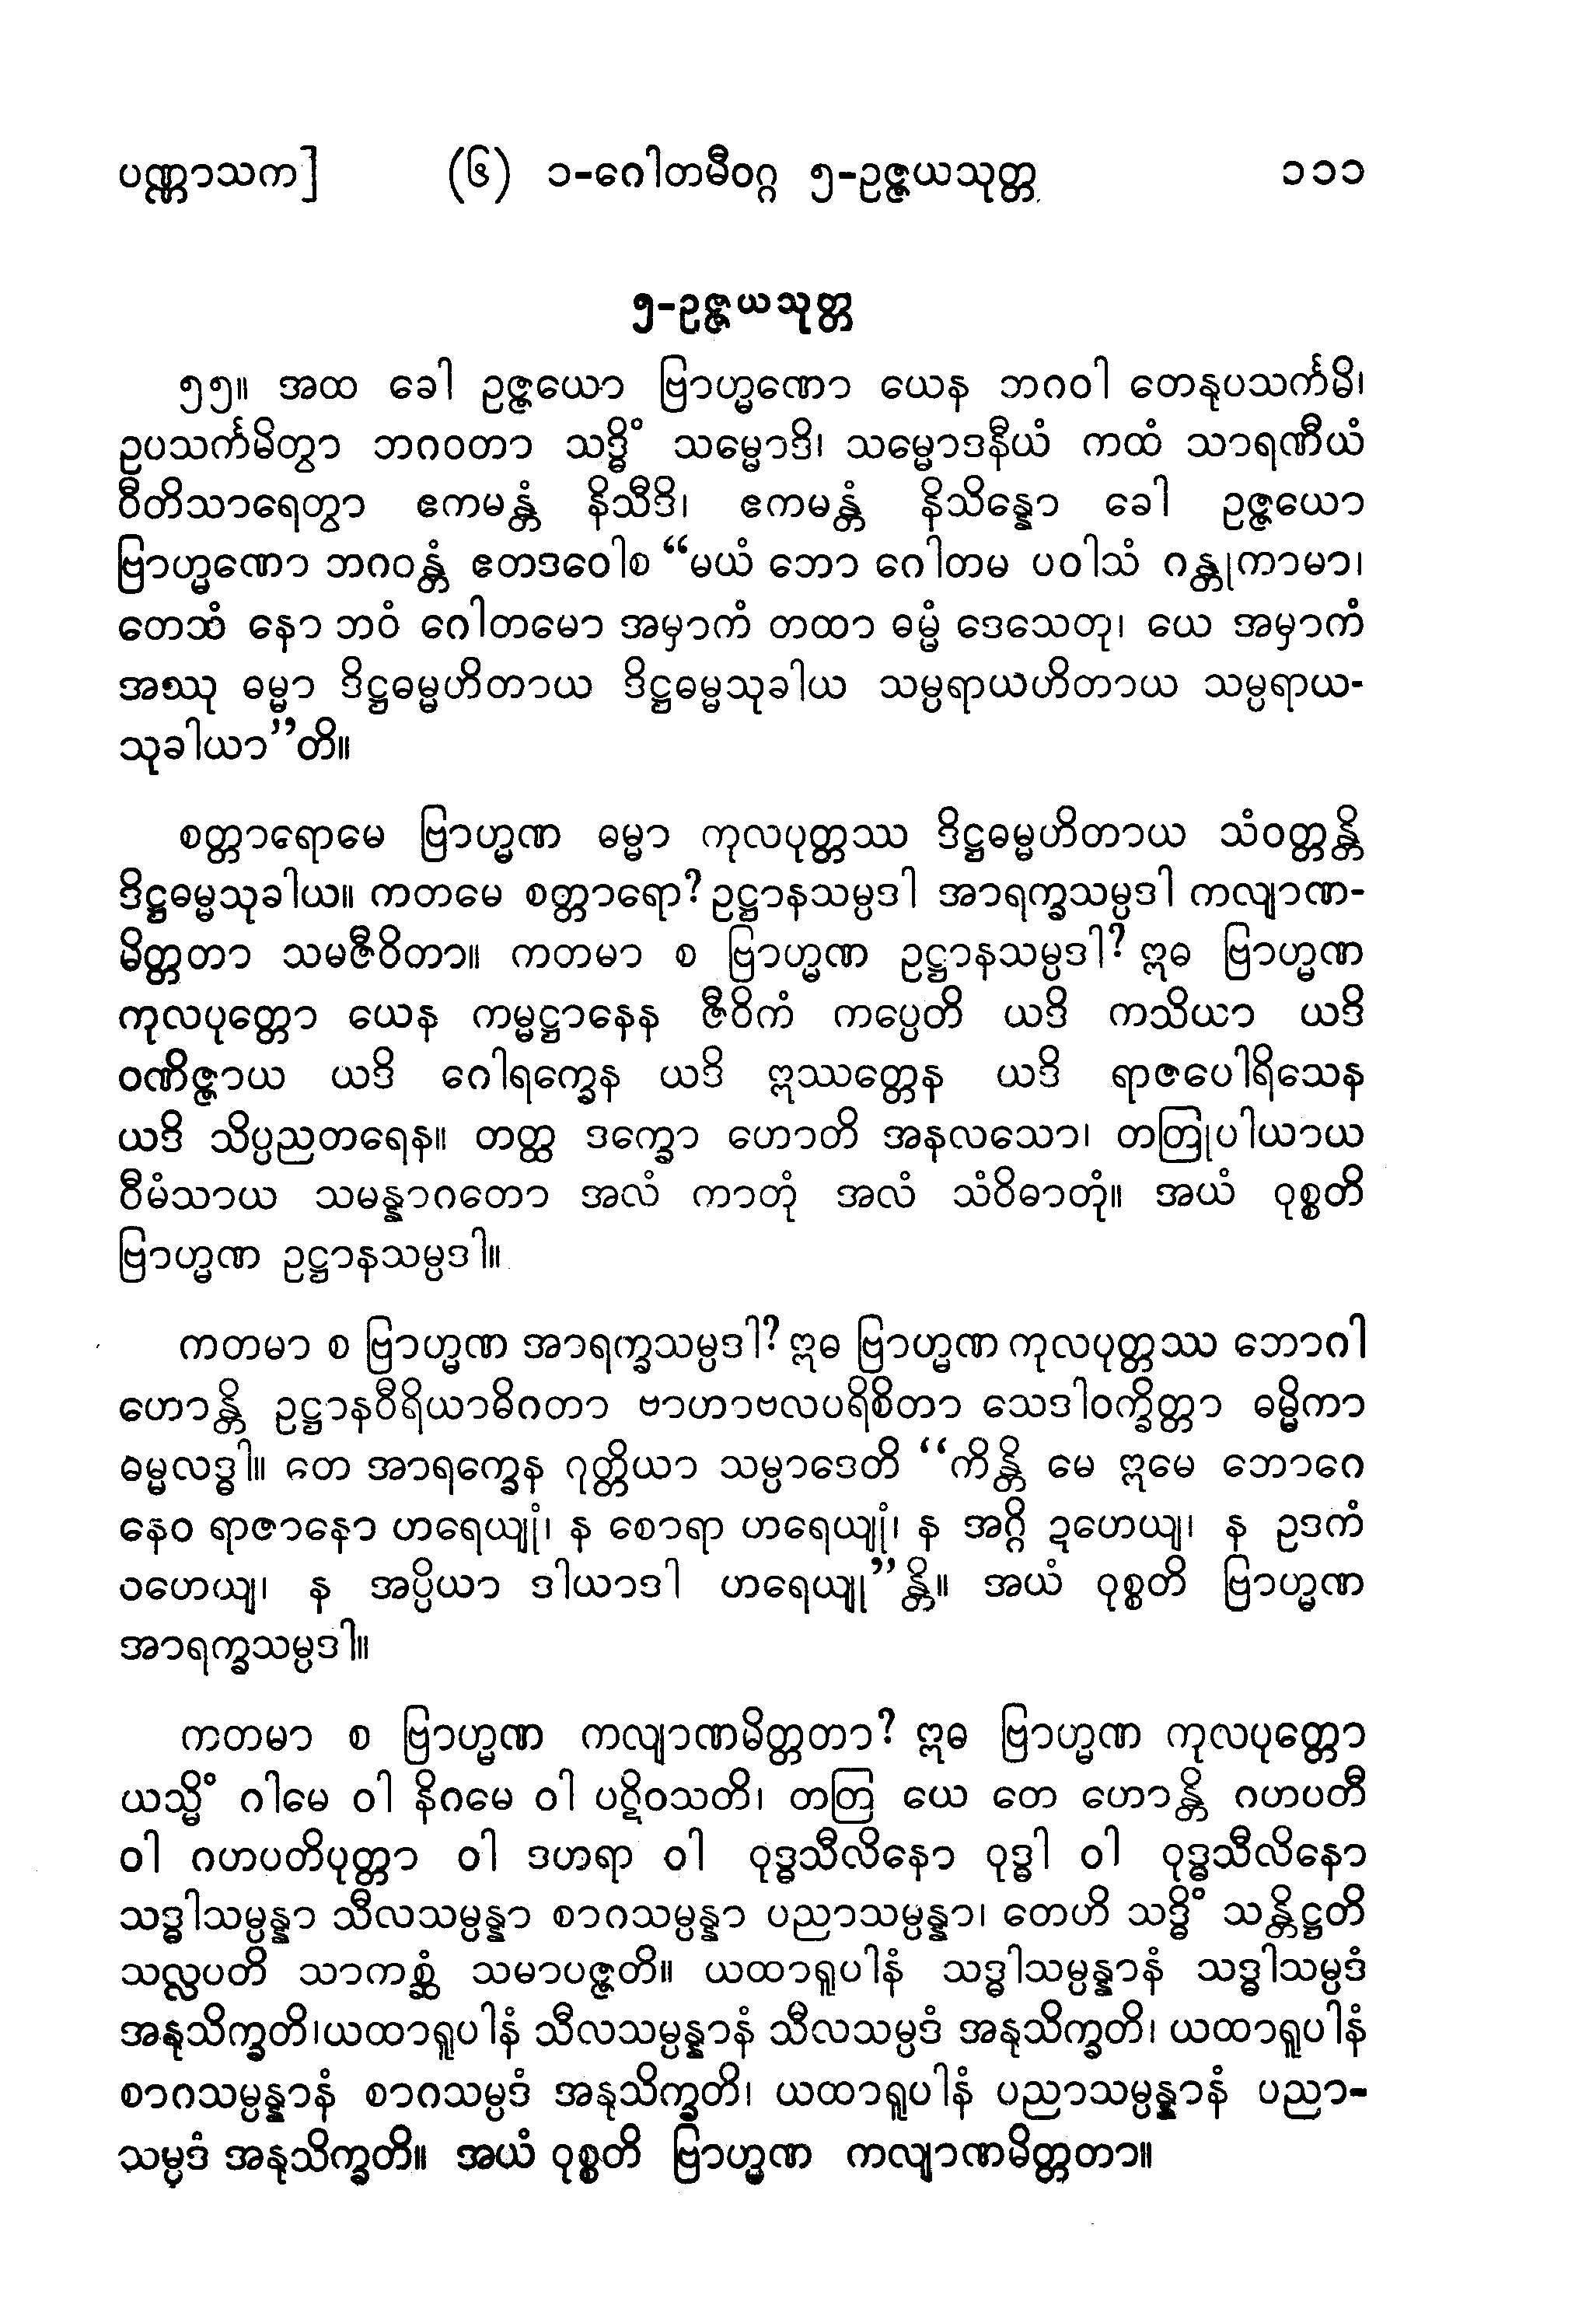 ပဏ္ဏာသက] (၆) ၁-ဂေါတမီဝဂ္ဂ ၅-ဥဇ္ဇယသုတ္တ ၁၁၁
၅-ဥဇ္ဇယသုတ္တ
၅၅။ အထ ခေါ ဥဇ္ဇယော ဗြာဟ္မဏော ယေန ဘဂဝါ တေနုပသင်္ကမိ၊
ဥပသင်္ကမိတွာ ဘဂဝတာ သဒ္ဓိံ သမ္မောဒိ၊ သမ္မောဒနီယံ ကထံ သာရဏီယံ
ဝီတိသာရေတွာ ဧကမန္တံ နိသီဒိ၊ ဧကမန္တံ နိသိန္နော ခေါ ဥဇ္ဇယော
ဗြာဟ္မဏော ဘဂဝန္တံ ဧတဒဝေါစ “မယံ ဘော ဂေါတမ ပဝါသံ ဂန္တုကာမာ၊
တေသံ နော ဘဝံ ဂေါတမော အမှာကံ တထာ ဓမ္မံ ဒေသေတု၊ ယေ အမှာကံ
အဿု ဓမ္မာ ဒိဋ္ဌဓမ္မဟိတာယ ဒိဋ္ဌဓမ္မသုခါယ သမ္ပရာယဟိတာယ သမ္ပရာယ-
သုခါယာ”တိ။
စတ္တာရောမေ ဗြာဟ္မဏ ဓမ္မာ ကုလပုတ္တဿ ဒိဋ္ဌဓမ္မဟိတာယ သံဝတ္တန္တိ
ဒိဋ္ဌဓမ္မသုခါယ။ ကတမေ စတ္တာရော? ဥဋ္ဌာနသမ္ပဒါ အာရက္ခသမ္ပဒါ ကလျာဏ-
မိတ္တတာ သမဇီဝိတာ။ ကတမာ စ ဗြာဟ္မဏ ဥဋ္ဌာနသမ္ပဒါ? ဣဓ ဗြာဟ္မဏ
ကုလပုတ္တော ယေန ကမ္မဋ္ဌာနေန ဇီဝိကံ ကပ္ပေတိ ယဒိ ကသိယာ ယဒိ
ဝဏိဇ္ဇာယ ယဒိ ဂေါရက္ခေန ယဒိ ဣဿတ္တေန ယဒိ ရာဇပေါရိသေန
ယဒိ သိပ္ပညတရေန။ တတ္ထ ဒက္ခော ဟောတိ အနလသော၊ တတြုပါယာယ
ဝီမံသာယ သမန္နာဂတော အလံ ကာတုံ အလံ သံဝိဓာတုံ။ အယံ ဝုစ္စတိ
ဗြာဟ္မဏ ဥဋ္ဌာနသမ္ပဒါ။
ကတမာ စ ဗြာဟ္မဏ အာရက္ခသမ္ပဒါ? ဣဓ ဗြာဟ္မဏ ကုလပုတ္တဿ ဘောဂါ
ဟောန္တိ ဥဋ္ဌာနဝီရိယာဓိဂတာ ဗာဟာဗလပရိစိတာ သေဒါဝက္ခိတ္တာ ဓမ္မိကာ
ဓမ္မလဒ္ဓါ။ တေ အာရက္ခေန ဂုတ္တိယာ သမ္ပာဒေတိ “ကိန္တိ မေ ဣမေ ဘောဂေ
နေဝ ရာဇာနော ဟရေယျုံ၊ န စောရာ ဟရေယျုံ၊ န အဂ္ဂိ ဍဟေယျ၊ န ဥဒကံ
ဝဟေယျ၊ န အပ္ပိယာ ဒါယာဒါ ဟရေယျု”န္တိ။ အယံ ဝုစ္စတိ ဗြာဟ္မဏ
အာရက္ခသမ္ပဒါ။
ကတမာ စ ဗြာဟ္မဏ ကလျာဏမိတ္တတာ? ဣဓ ဗြာဟ္မဏ ကုလပုတ္တော
ယသ္မိံ ဂါမေ ဝါ နိဂမေ ဝါ ပဋိဝသတိ၊ တတြ ယေ တေ ဟောန္တိ ဂဟပတီ
ဝါ ဂဟပတိပုတ္တာ ဝါ ဒဟရာ ဝါ ဝုဒ္ဓသီလိနော ဝုဒ္ဓါ ဝါ ဝုဒ္ဓသီလိနော
သဒ္ဓါသမ္ပန္နာ သီလသမ္ပန္နာ စာဂသမ္ပန္နာ ပညာသမ္ပန္နာ၊ တေဟိ သဒ္ဓိံ သန္တိဋ္ဌတိ
သလ္လပတိ သာကစ္ဆံ သမာပဇ္ဇတိ။ ယထာရူပါနံ သဒ္ဓါသမ္ပန္နာနံ သဒ္ဓါသမ္ပဒံ
အနုသိက္ခတိ၊ယထာရူပါနံ သီလသမ္ပန္နာနံ သီလသမ္ပဒံ အနုသိက္ခတိ၊ ယထာရူပါနံ
စာဂသမ္ပန္နာနံ စာဂသမ္ပဒံ အနုသိက္ခတိ၊ ယထာရူပါနံ ပညာသမ္ပန္နာနံ ပညာ-
သမ္ပဒံ အနုသိက္ခတိ။ အယံ ဝုစ္စတိ ဗြာဟ္မဏ ကလျာဏမိတ္တတာ။